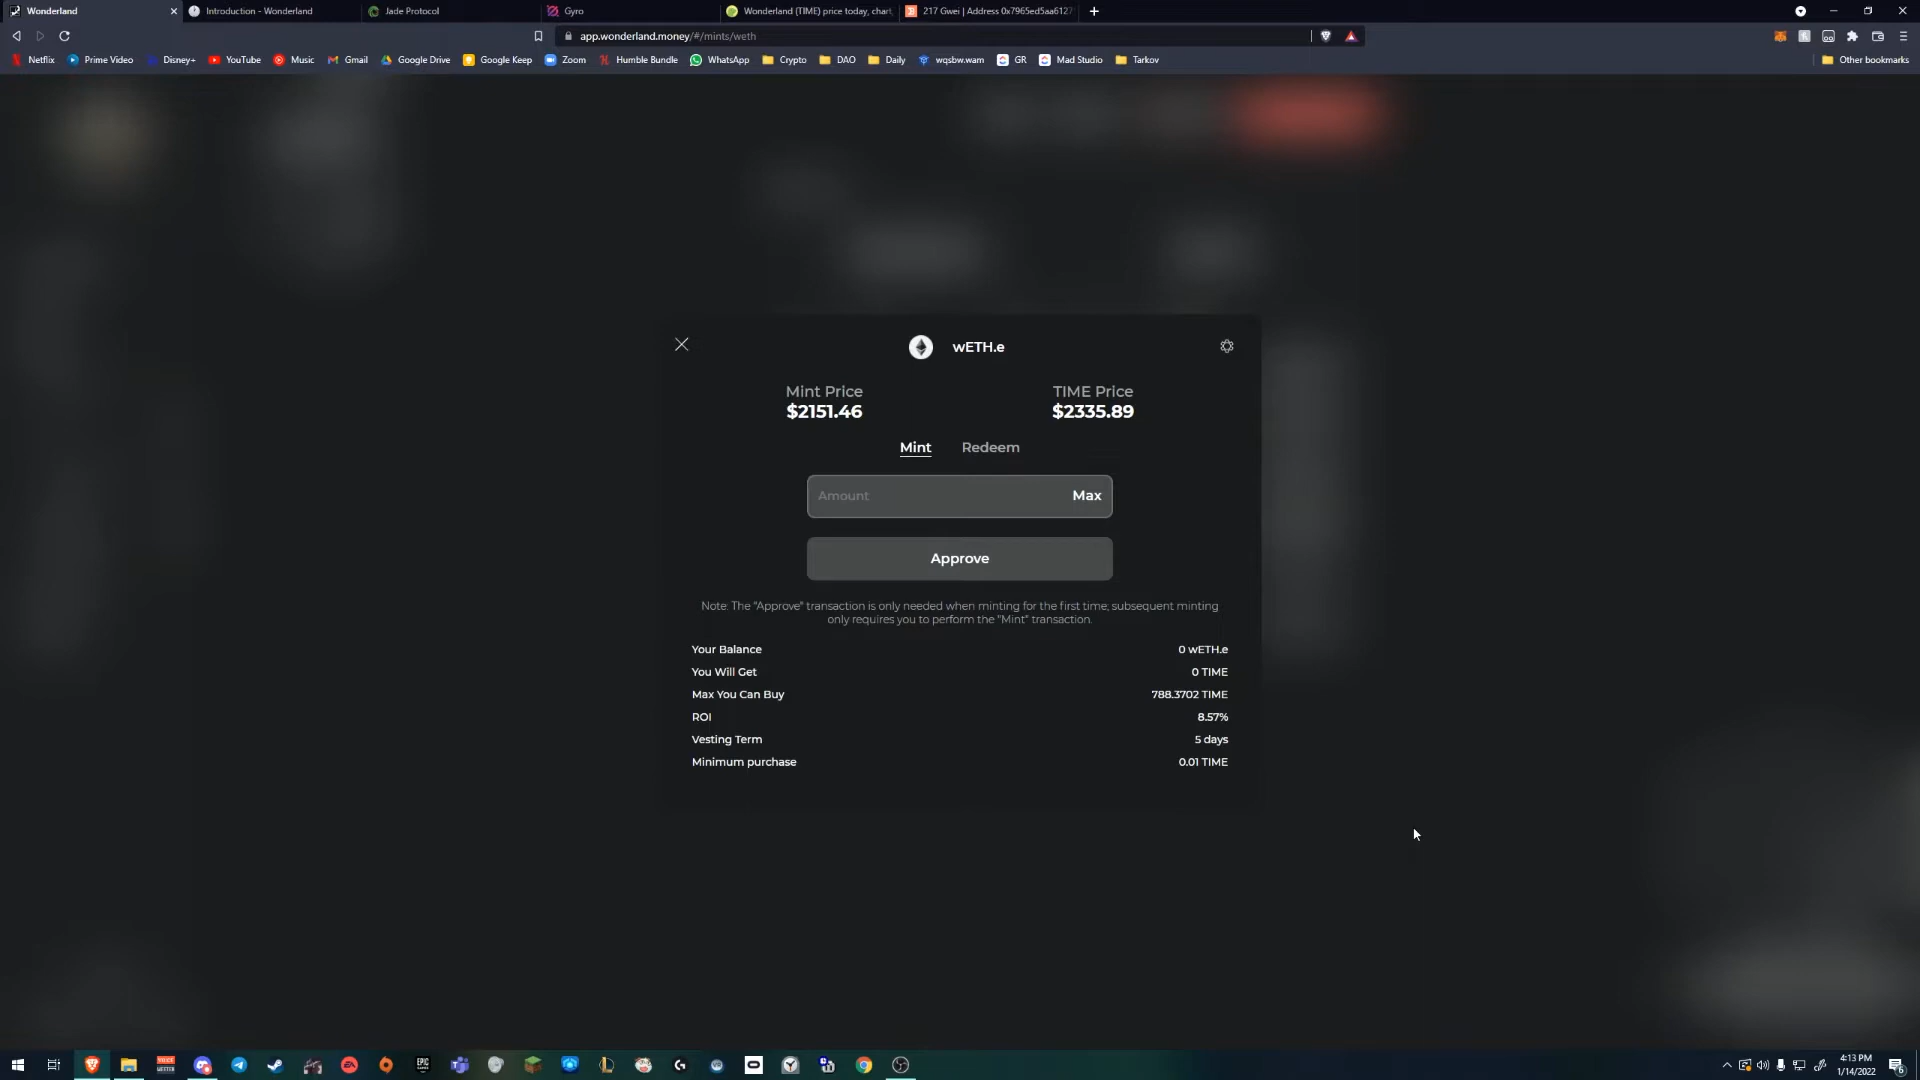 Wonderland
Introduction - Wonderland
Jade Protocol
Gyro
Wonderland (TIME) price today, chart,
217 Gwei | Address 0x7965ed5aa6127
app.wonderland.money/#/mints/weth
Netflix
Prime Video
Disney+
YouTube
Music
Gmail
Google Drive
Google Keep
Zoom
Humble Bundle
WhatsApp
Crypto
DAO
Daily
wqsbw.wam
GR
Mad Studio
Tarkov
Other bookmarks
wETH.e
Mint Price
TIME Price
$2151.46
$2335.89
Mint
Redeem
Amount
Max
Approve
Note: The "Approve" transaction is only needed when minting for the first time; subsequent minting
only requires you to perform the "Mint" transaction.
Your Balance
0 wETH.e
You Will Get
0 TIME
Max You Can Buy
788.3702 TIME
ROI
8.57%
Vesting Term
5 days
Minimum purchase
0.01 TIME
4:13 PM
1/14/2022